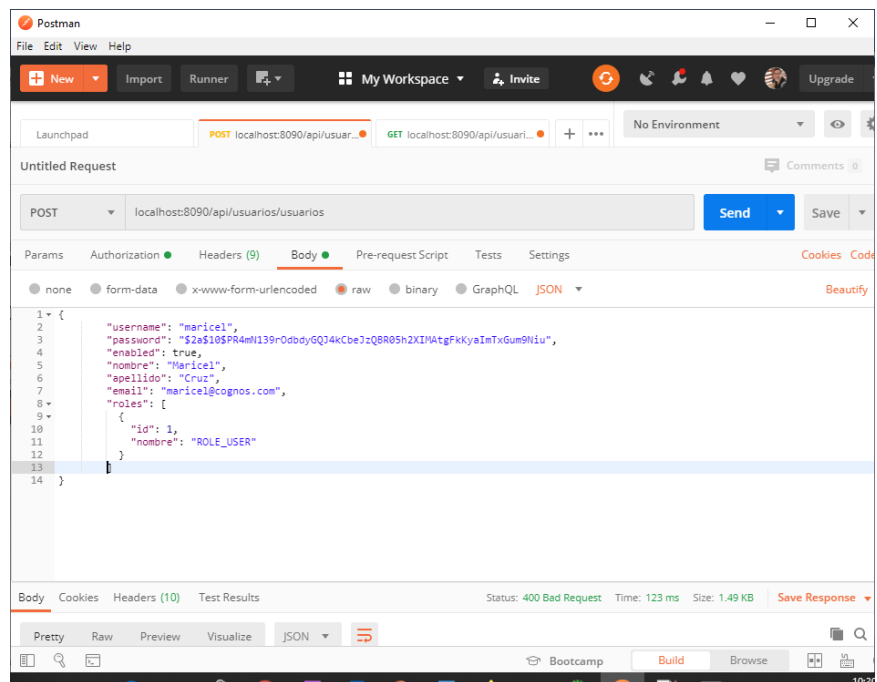 Postman
File Edit View Help
New Import Runner My Workspace Invite Upgrade
Launchpad POST localhost:8090/api/usuar... GET localhost:8090/api/usuari... + ••• No Environment
Untitled Request Comments 0
POST localhost:8090/api/usuarios/usuarios Send Save
Params Authorization Headers (9) Body Pre-request Script Tests Settings Cookies Code
none form-data x-www-form-urlencoded raw binary GraphQL JSON Beautify
1 {
2 "username": "maricel",
3 "password": "$2a$10$PR4mN139rOdbdyGQJ4kCbeJzQBR05h2XIMAtgFkKyaImTxGum9Niu",
4 "enabled": true,
5 "nombre": "Maricel",
6 "apellido": "Cruz",
7 "email": "maricel@cognos.com",
8 "roles": [
9 {
10 "id": 1,
11 "nombre": "ROLE_USER"
12 }
13 ]
14 }
Body Cookies Headers (10) Test Results Status: 400 Bad Request Time: 123 ms Size: 1.49 KB Save Response
Pretty Raw Preview Visualize JSON
Bootcamp Build Browse